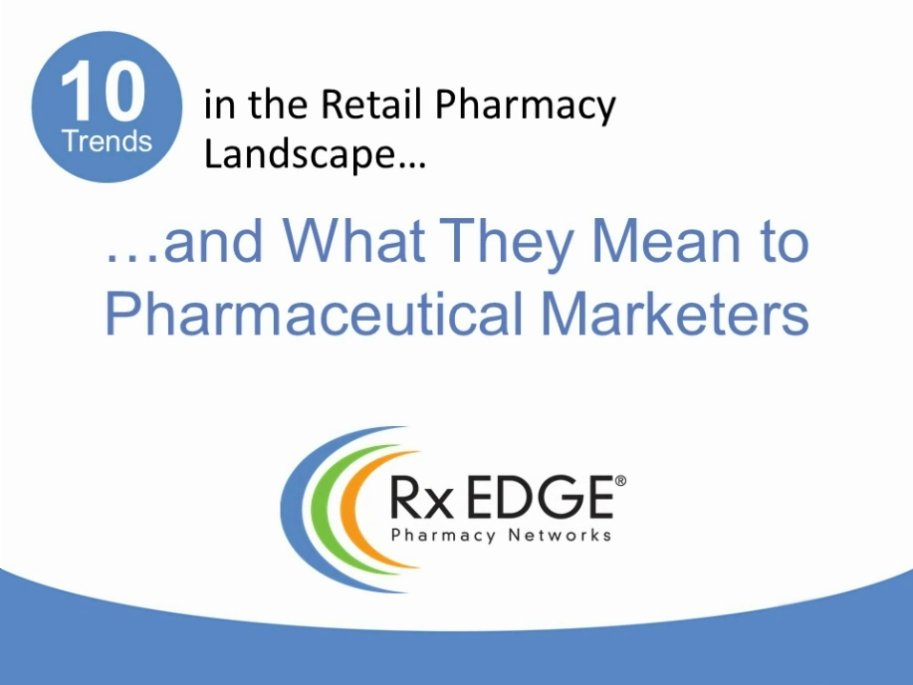 10
Trends
in the Retail Pharmacy
Landscape...
...and What They Mean to
Pharmaceutical Marketers
Rx EDGE®
Pharmacy Networks